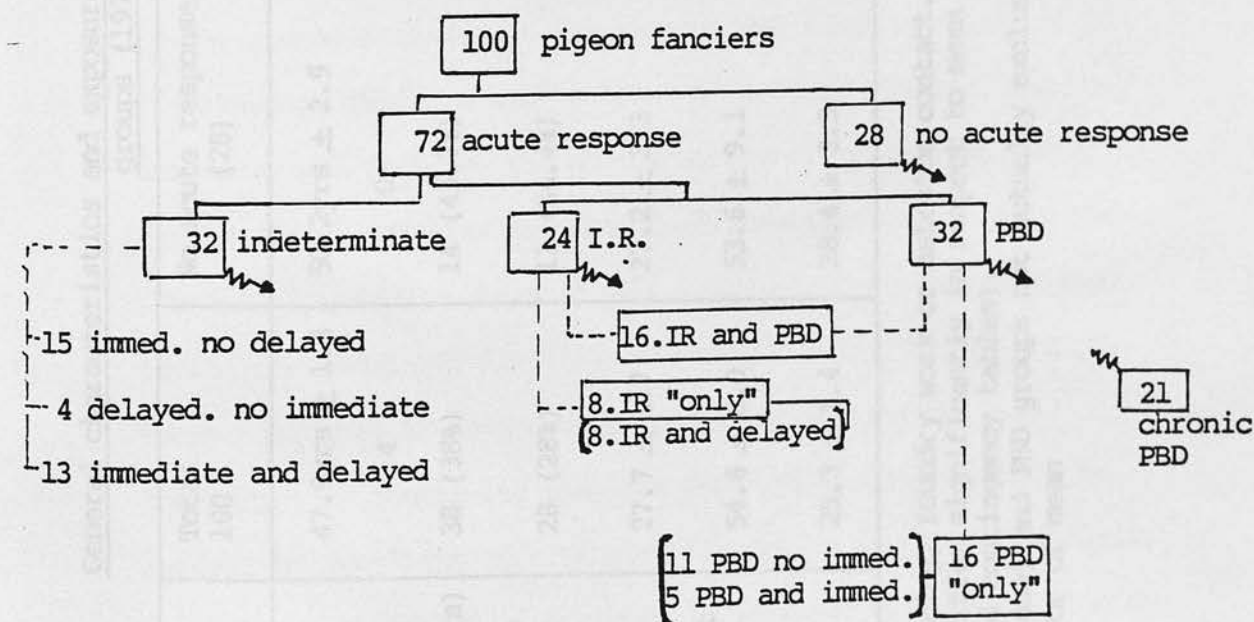 100 pigeon fanciers
72 acute response
28 no acute response
32 indeterminate
24 I.R.
32 PBD
15 immed. no delayed
4 delayed. no immediate
13 immediate and delayed
16.IR and PBD
8.IR "only"
(8.IR and delayed)
21
chronic
PBD
(11 PBD no immed.)
5 PBD and immed.)
16 PBD
"only"